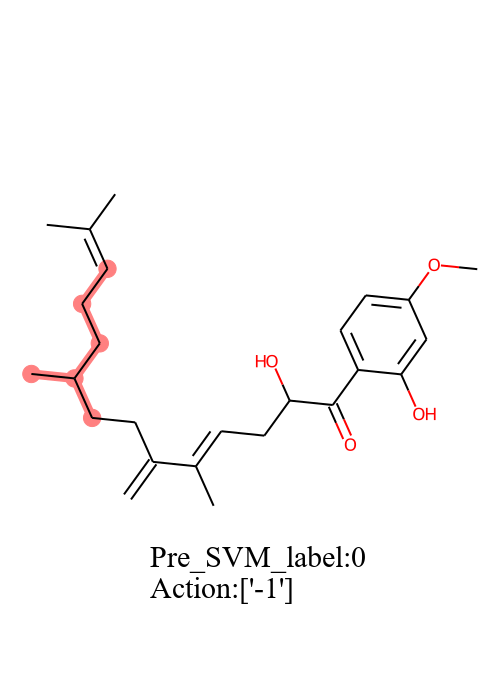 O
HO
OH
O
Pre_SVM_label:0
Action:['-1']